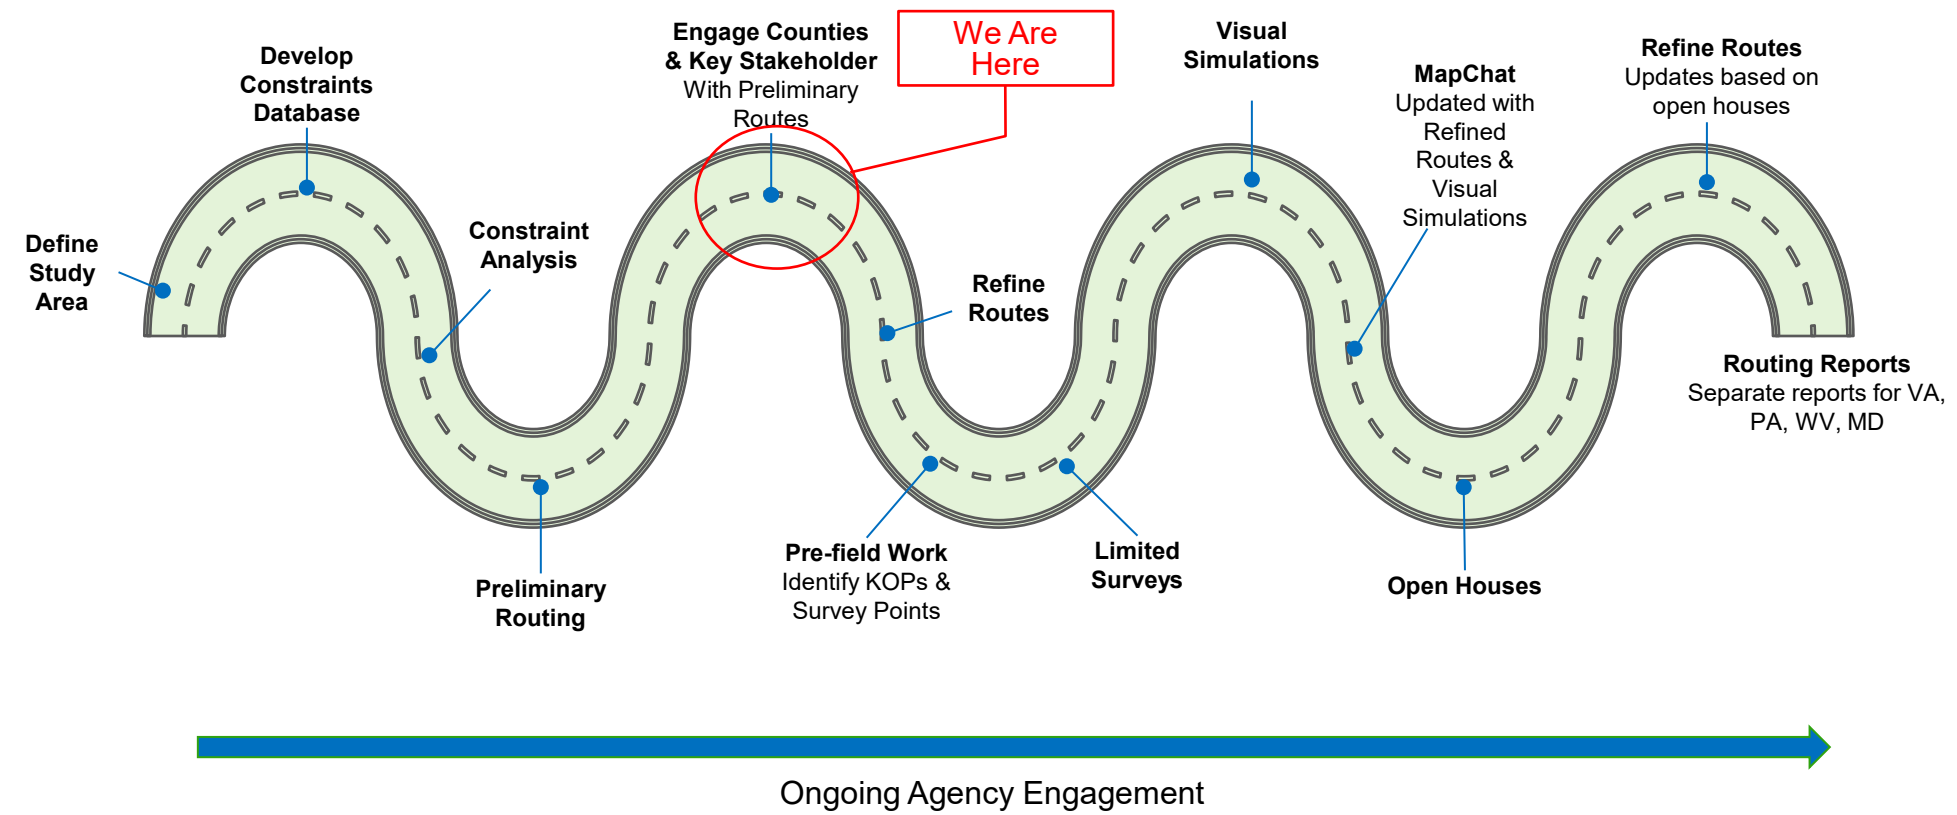 Define
Study
Area
Develop
Constraints
Database
Constraint
Analysis
Preliminary
Routing
Engage Counties
& Key Stakeholder
With Preliminary
Routes
We Are
Here
Refine
Routes
Pre-field Work
Identify KOPs &
Survey Points
Limited
Surveys
Visual
Simulations
MapChat
Updated with
Refined
Routes &
Visual
Simulations
Open Houses
Refine Routes
Updates based on
open houses
Routing Reports
Separate reports for VA,
PA, WV, MD
Ongoing Agency Engagement